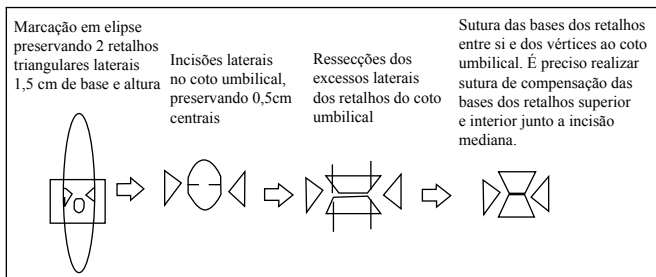 Marcação em elipse
preservando 2 retalhos
triangulares laterais
1,5 cm de base e altura
Incisões laterais
no coto umbilical,
preservando 0,5cm
centrais
Ressecções dos
excessos laterais
dos retalhos do coto
umbilical
Sutura das bases dos retalhos
entre si e dos vértices ao coto
umbilical. É preciso realizar
sutura de compensação das
bases dos retalhos superior
e interior junto a incisão
mediana.